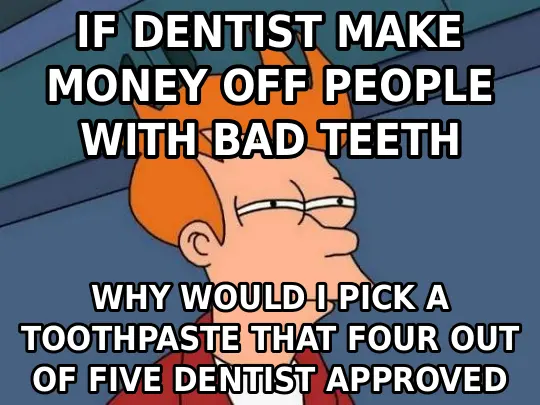 IF DENTIST MAKE
MONEY OFF PEOPLE
WITH BAD TEETH
WHY WOULD I PICK A
TOOTHPASTE THAT FOUR OUT
OF FIVE DENTIST APPROVED